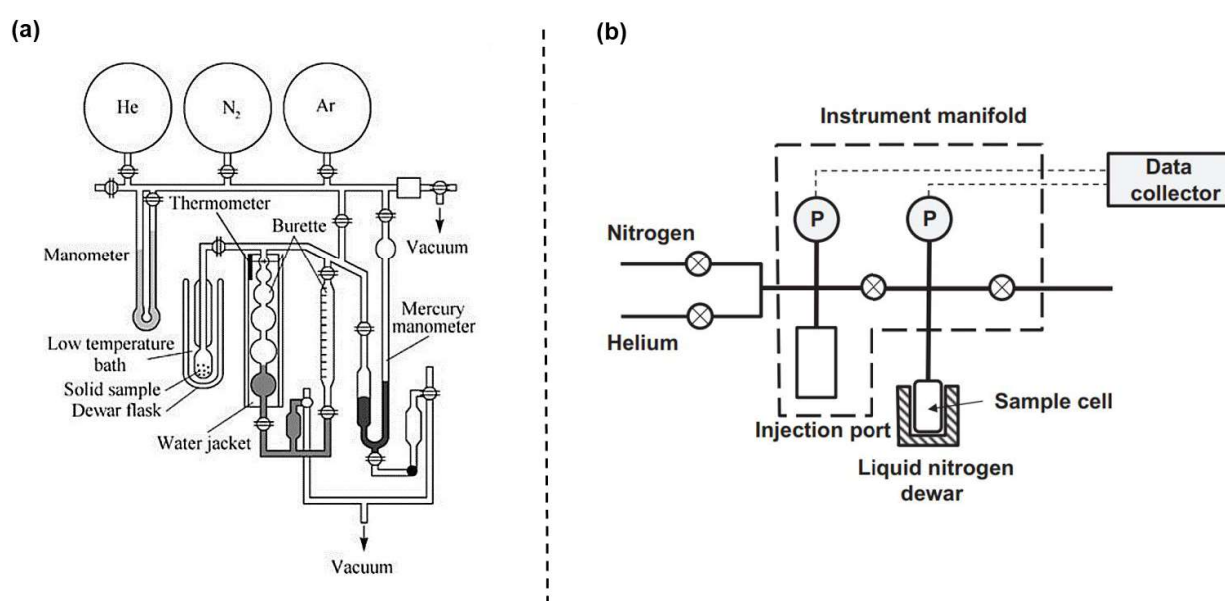 (a)
He
N2
Ar
Thermometer
Burette
Vacuum
Manometer
Mercury
manometer
Low temperature
bath
Solid sample
Dewar flask
Water jacket
Vacuum
(b)
Instrument manifold
Data
collector
P
P
Nitrogen
Helium
Injection port
Sample cell
Liquid nitrogen
dewar